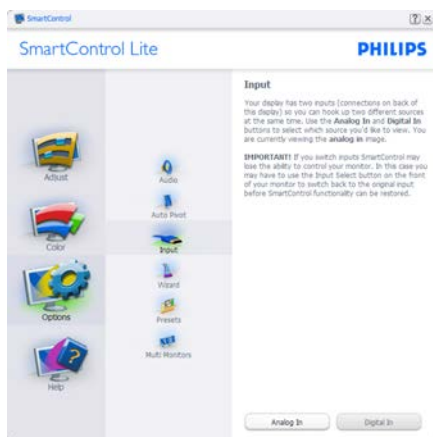 SmartControl
SmartControl Lite
PHILIPS
Adjust
Color
Options
Help
Audio
Auto Pivot
Input
Wizard
Presets
Multi Monitors
Input
Your display has two inputs (connections on back of
this display) so you can hook up two different sources
at the same time. Use the Analog In and Digital In
buttons to select which source you'd like to view. You
are currently viewing the analog in image.
IMPORTANT! If you switch inputs SmartControl may
lose the ability to control your monitor. In this case you
may have to use the Input Select button on the front
of your monitor to switch back to the original input
before SmartControl functionality can be restored.
Analog In
Digital In